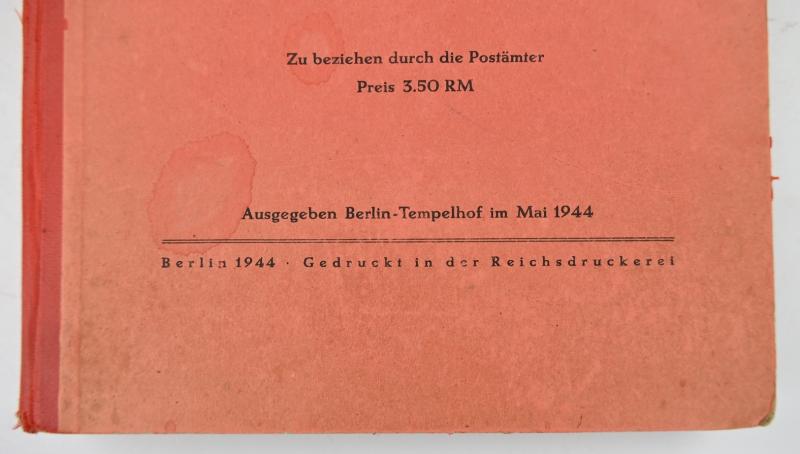 Zu beziehen durch die Postämter
Preis 3.50 RM
Ausgegeben Berlin-Tempelhof im Mai 1944
Berlin 1944 · Gedruckt in der Reichsdruckerei